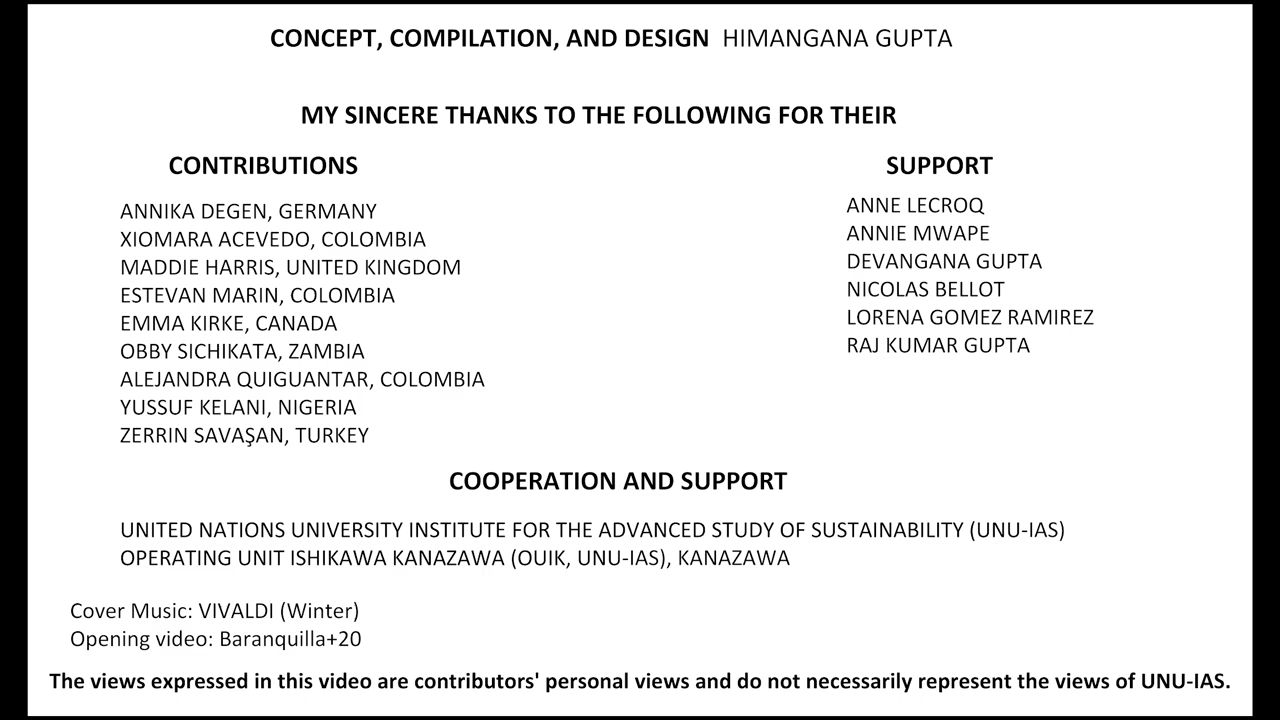 CONCEPT, COMPILATION, AND DESIGN HIMANGANA GUPTA
MY SINCERE THANKS TO THE FOLLOWING FOR THEIR
CONTRIBUTIONS
ANNIKA DEGEN, GERMANY
XIOMARA ACEVEDO, COLOMBIA
MADDIE HARRIS, UNITED KINGDOM
ESTEVAN MARIN, COLOMBIA
EMMA KIRKE, CANADA
OBBY SICHIKATA, ZAMBIA
ALEJANDRA QUIGUANTAR, COLOMBIA
YUSSUF KELANI, NIGERIA
ZERRIN SAVAŞAN, TURKEY
SUPPORT
ANNE LECROQ
ANNIE MWAPE
DEVANGANA GUPTA
NICOLAS BELLOT
LORENA GOMEZ RAMIREZ
RAJ KUMAR GUPTA
COOPERATION AND SUPPORT
UNITED NATIONS UNIVERSITY INSTITUTE FOR THE ADVANCED STUDY OF SUSTAINABILITY (UNU-IAS)
OPERATING UNIT ISHIKAWA KANAZAWA (OUIK, UNU-IAS), KANAZAWA
Cover Music: VIVALDI (Winter)
Opening video: Baranquilla+20
The views expressed in this video are contributors' personal views and do not necessarily represent the views of UNU-IAS.